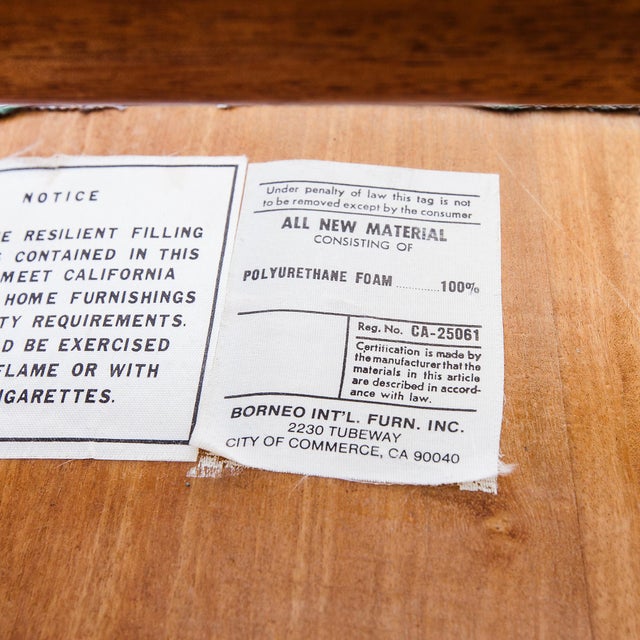 NOTICE
RESILIENT FILLING
CONTAINED IN THIS
MEET CALIFORNIA
HOME FURNISHINGS
TY REQUIREMENTS.
D BE EXERCISED
FLAME OR WITH
IGARETTES.
Under penalty of law this tag is not
to be removed except by the consumer
ALL NEW MATERIAL
CONSISTING OF
POLYURETHANE FOAM..........100%
Reg. No. CA-25061
Certification is made by
the manufacturer that the
materials in this article
are described in accord-
ance with law.
BORNEO INT'L. FURN. INC.
2230 TUBEWAY
CITY OF COMMERCE, CA 90040